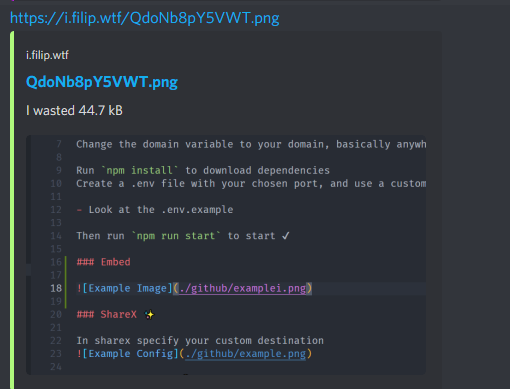 https://i.filip.wtf/QdoNb8pY5VWT.png
i.filip.wtf
QdoNb8pY5VWT.png
I wasted 44.7 kB
7 Change the domain variable to your domain, basically anywh
8
9 Run `npm install` to download dependencies
10 Create a .env file with your chosen port, and use a custom
11
12 - Look at the .env.example
13
14 Then run `npm run start` to start ✓
15
16 ### Embed
17
18 ![Example Image](./github/examplei.png)
19
20 ### ShareX ✨
21
22 In sharex specify your custom destination
23 ![Example Config](./github/example.png)
24